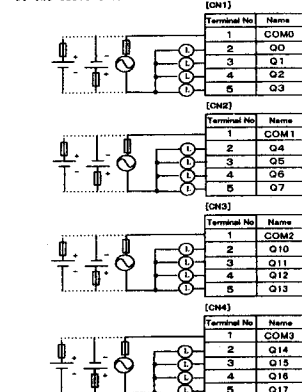 [CN1]
Terminal No Name
1 COM0
L 2 Q0
L 3 Q1
L 4 Q2
L 5 Q3
[CN2]
Terminal No Name
1 COM1
L 2 Q4
L 3 Q5
L 4 Q6
L 5 Q7
[CN3]
Terminal No Name
1 COM2
L 2 Q10
L 3 Q11
L 4 Q12
L 5 Q13
[CN4]
Terminal No Name
1 COM3
L 2 Q14
L 3 Q15
L 4 Q16
L 5 Q17